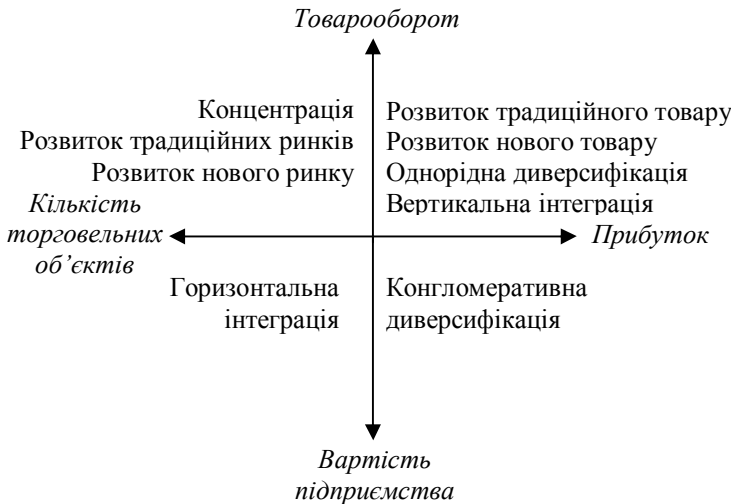 Товарооборот
Концентрація
Розвиток традиційних ринків
Розвиток нового ринку
Розвиток традиційного товару
Розвиток нового товару
Однорідна диверсифікація
Вертикальна інтеграція
Кількість
торговельних
об’єктів
Прибуток
Горизонтальна
інтеграція
Конгломеративна
диверсифікація
Вартість
підприємства